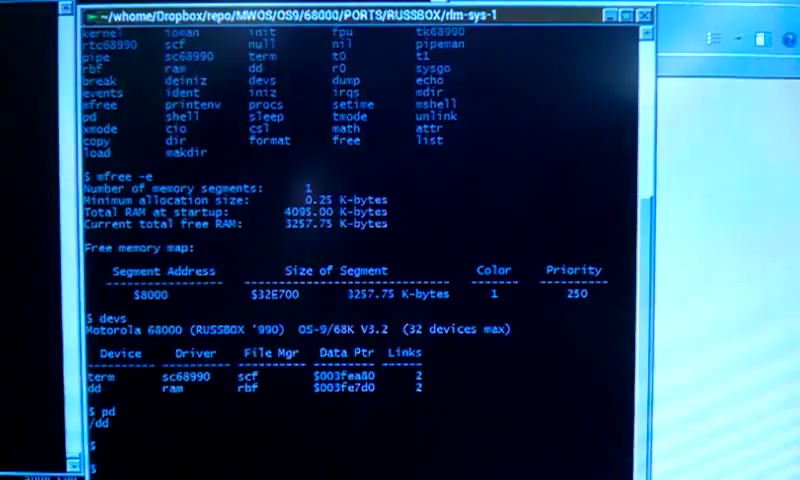 ~/whome/Dropbox/repo/MWOS/OS9/68000/PORTS/RUSSBOX/rlm-sys-1
kernel ioman init fpu tk68990
rtc68990 scf null nil pipeman
pipe sc68990 term t0 t1
rbf ram dd r0 sysgo
break deiniz devs dump echo
events ident iniz irqs mdir
mfree printenv procs setime mshell
pd shell sleep tmode unlink
xmode cio csl math attr
copy dir format free list
load makdir
$ mfree -e
Number of memory segments: 1
Minimum allocation size: 0.25 K-bytes
Total RAM at startup: 4095.00 K-bytes
Current total free RAM: 3257.75 K-bytes
Free memory map:
Segment Address Size of Segment Color Priority
$8000 $32E700 3257.75 K-bytes 1 250
$ devs
Motorola 68000 (RUSSBOX '990) OS-9/68K V3.2 (32 devices max)
Device Driver File Mgr Data Ptr Links
term sc68990 scf $003fea80 2
dd ram rbf $003fe7d0 2
$ pd
/dd
$
$